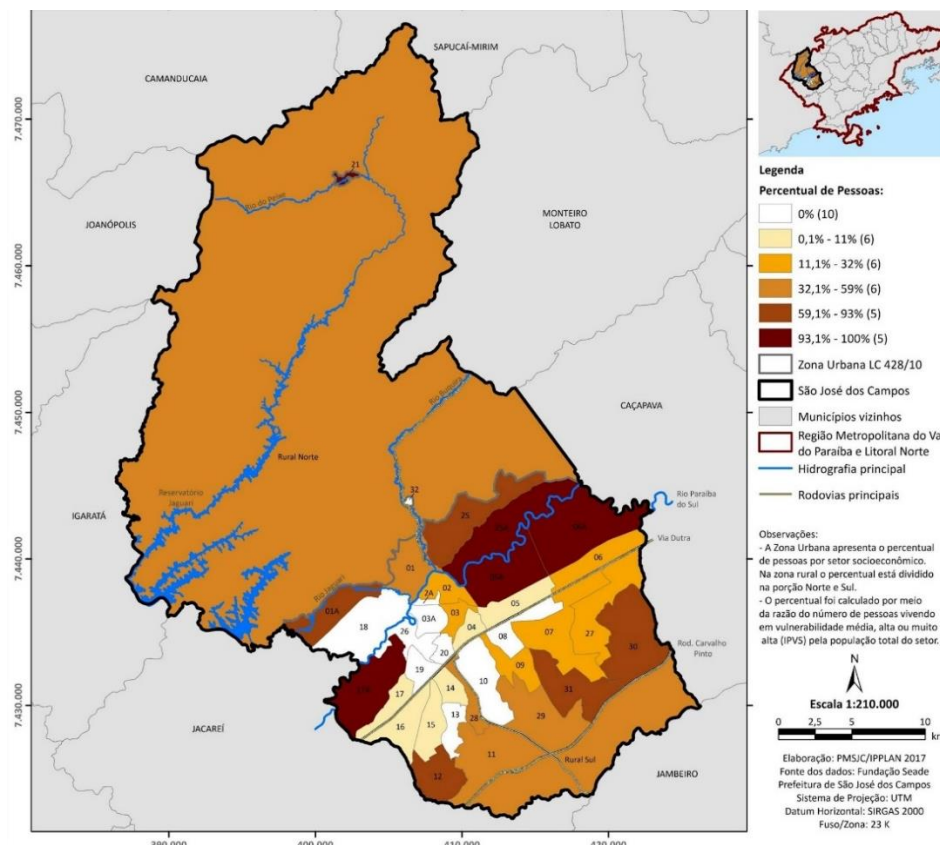 SAPUCAÍ-MIRIM
CAMANDUCAIA
7.470.000
21
Rio do Peixe
JOANÓPOLIS
MONTEIRO
LOBATO
7.460.000
Rio Buquira
7.450.000
CAÇAPAVA
Rural Norte
Reservatório
Jaguari
32
IGARATÁ
25
Rio Paraíba
do Sul
7.440.000
01
06
Via Dutra
Rio Jaguari
02
2A
01A
03
05
03A
18
04
26
08
07
27
20
30
Rod. Carvalho
Pinto
19
09
10
17
14
31
7.430.000
13
28
29
16
15
JACAREÍ
11
Rural Sul
12
JAMBEIRO
400.000
410.000
Legenda
Percentual de Pessoas:
0% (10)
0,1% - 11% (6)
11,1% - 32% (6)
32,1% - 59% (6)
59,1% - 93% (5)
93,1% - 100% (5)
Zona Urbana LC 428/10
São José dos Campos
Municípios vizinhos
Região Metropolitana do Va
do Paraíba e Litoral Norte
Hidrografia principal
Rodovias principais
Observações:
- A Zona Urbana apresenta o percentual
de pessoas por setor socioeconômico.
Na zona rural o percentual está dividido
na porção Norte e Sul.
- O percentual foi calculado por meio
da razão do número de pessoas vivendo
em vulnerabilidade média, alta ou muito
alta (IPVS) pela população total do setor.
N
Escala 1:210.000
0 2,5 5 10
km
Elaboração: PMSJC/IPPLAN 2017
Fonte dos dados: Fundação Seade
Prefeitura de São José dos Campos
Sistema de Projeção: UTM
Datum Horizontal: SIRGAS 2000
Fuso/Zona: 23 K